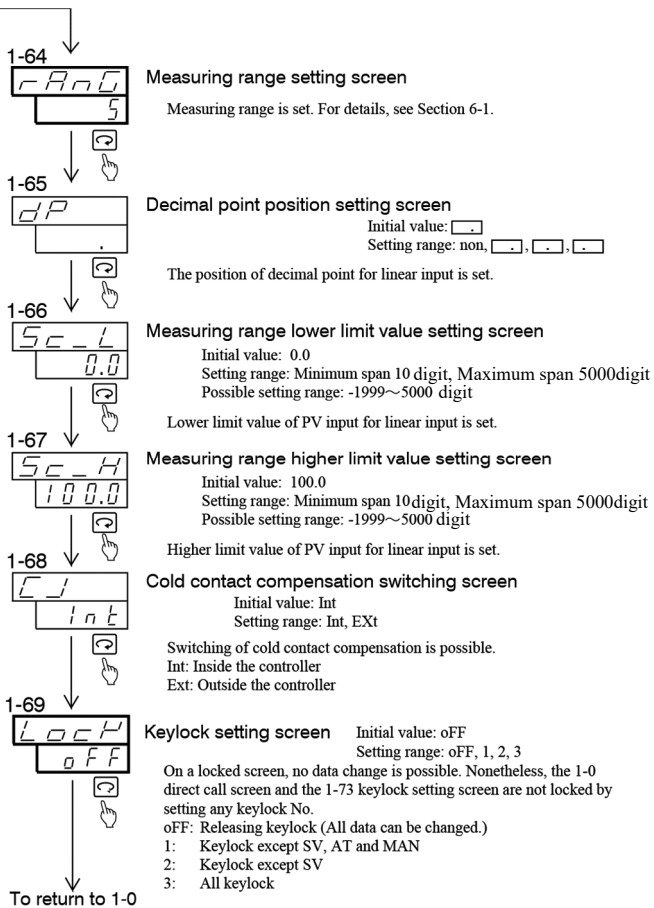 1-64
rAnG
5
Measuring range setting screen
Measuring range is set. For details, see Section 6-1.
1-65
dP
.
Decimal point position setting screen
Initial value: .
Setting range: non, . , . , .
The position of decimal point for linear input is set.
1-66
Sc_L
0.0
Measuring range lower limit value setting screen
Initial value: 0.0
Setting range: Minimum span 10 digit, Maximum span 5000digit
Possible setting range: -1999～5000 digit
Lower limit value of PV input for linear input is set.
1-67
Sc_H
100.0
Measuring range higher limit value setting screen
Initial value: 100.0
Setting range: Minimum span 10digit, Maximum span 5000digit
Possible setting range: -1999～5000 digit
Higher limit value of PV input for linear input is set.
1-68
CJ
int
Cold contact compensation switching screen
Initial value: Int
Setting range: Int, EXt
Switching of cold contact compensation is possible.
Int: Inside the controller
Ext: Outside the controller
1-69
LocK
oFF
Keylock setting screen Initial value: oFF
Setting range: oFF, 1, 2, 3
On a locked screen, no data change is possible. Nonetheless, the 1-0
direct call screen and the 1-73 keylock setting screen are not locked by
setting any keylock No.
oFF: Releasing keylock (All data can be changed.)
1: Keylock except SV, AT and MAN
2: Keylock except SV
3: All keylock
To return to 1-0